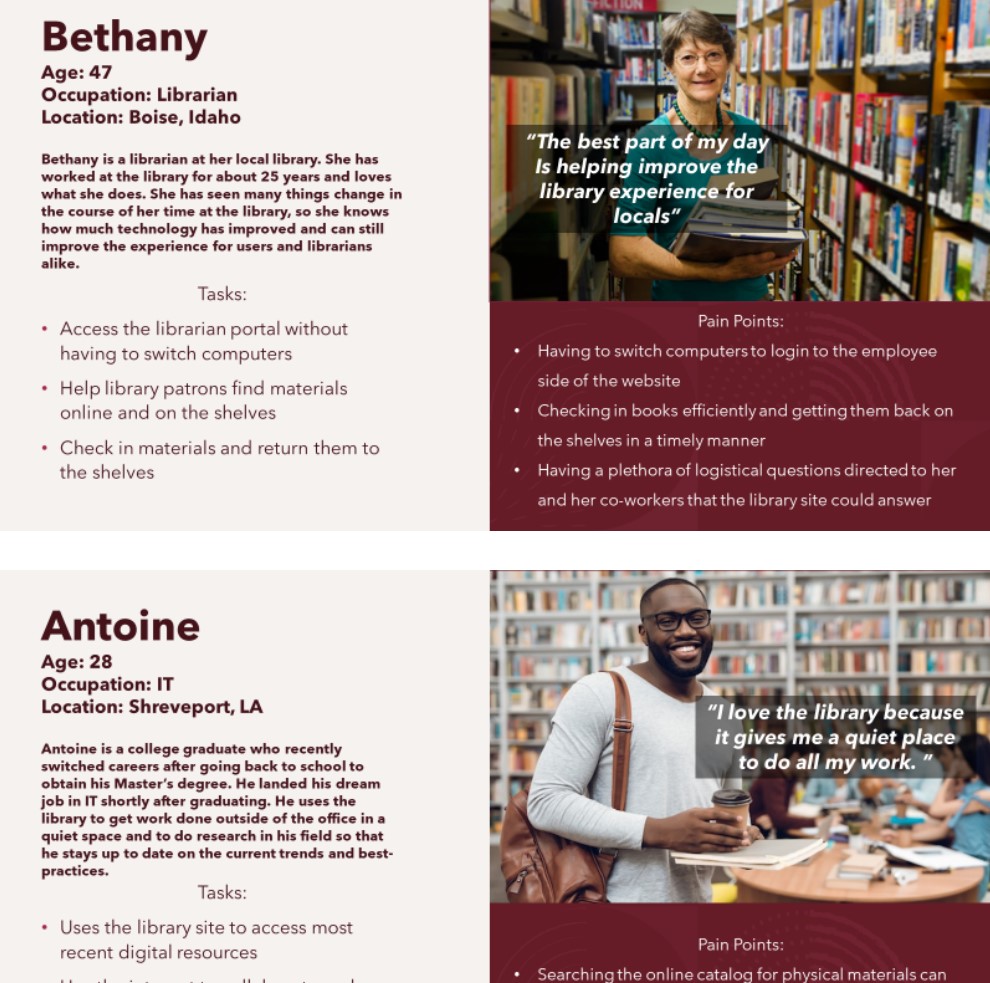 Bethany
Age: 47
Occupation: Librarian
Location: Boise, Idaho
Bethany is a librarian at her local library. She has
worked at the library for about 25 years and loves
what she does. She has seen many things change in
the course of her time at the library, so she knows
how much technology has improved and can still
improve the experience for users and librarians
alike.
Tasks:
• Access the librarian portal without
having to switch computers
• Help library patrons find materials
online and on the shelves
• Check in materials and return them to
the shelves
FICTION
“The best part of my day
Is helping improve the
library experience for
locals”
Pain Points:
• Having to switch computers to login to the employee
side of the website
• Checking in books efficiently and getting them back on
the shelves in a timely manner
• Having a plethora of logistical questions directed to her
and her co-workers that the library site could answer
Antoine
Age: 28
Occupation: IT
Location: Shreveport, LA
Antoine is a college graduate who recently
switched careers after going back to school to
obtain his Master’s degree. He landed his dream
job in IT shortly after graduating. He uses the
library to get work done outside of the office in a
quiet space and to do research in his field so that
he stays up to date on the current trends and best-
practices.
Tasks:
• Uses the library site to access most
recent digital resources
“I love the library because
it gives me a quiet place
to do all my work. ”
Pain Points:
• Searching the online catalog for physical materials can